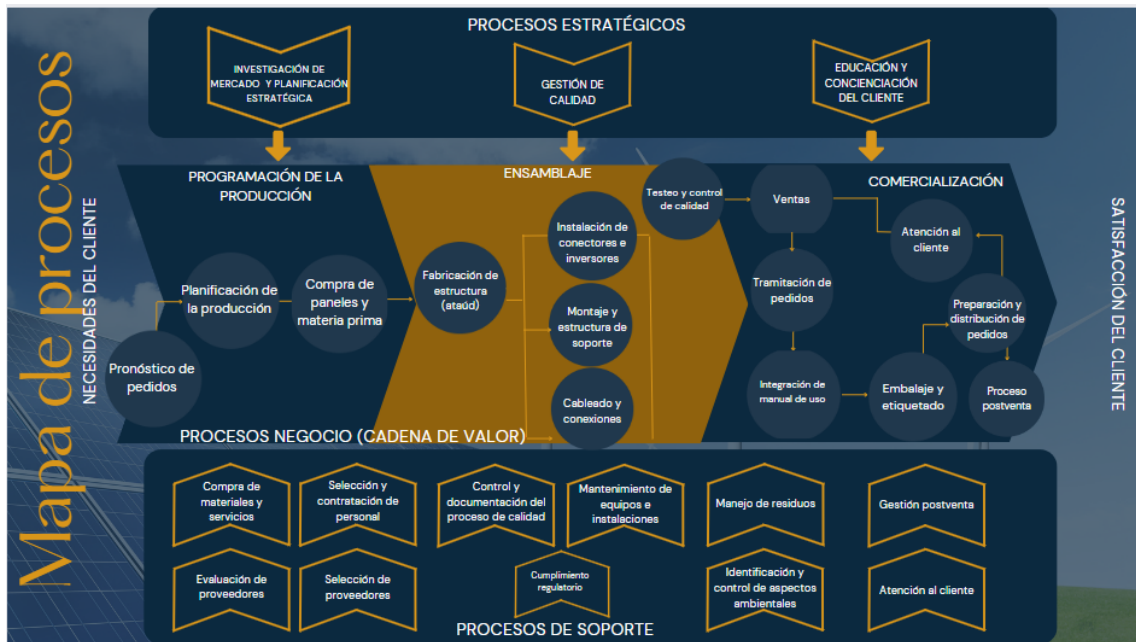 Mapa de procesos
NECESIDADES DEL CLIENTE
PROCESOS ESTRATÉGICOS
INVESTIGACIÓN DE
MERCADO Y PLANIFICACIÓN
ESTRATÉGICA
GESTIÓN DE
CALIDAD
EDUCACIÓN Y
CONCIENCIACIÓN
DEL CLIENTE
PROGRAMACIÓN DE LA
PRODUCCIÓN
Pronóstico de
pedidos
Planificación de
la producción
Compra de
paneles y
materia prima
ENSAMBLAJE
Fabricación de
estructura
(ataúd)
Instalación de
conectores e
inversores
Montaje y
estructura de
soporte
Cableado y
conexiones
Testeo y control
de calidad
COMERCIALIZACIÓN
Ventas
Tramitación de
pedidos
Integración de
manual de uso
Embalaje y
etiquetado
Preparación y
distribución de
pedidos
Atención al
cliente
Proceso
postventa
SATISFACCIÓN DEL CLIENTE
PROCESOS NEGOCIO (CADENA DE VALOR)
Compra de
materiales y
servicios
Selección y
contratación de
personal
Control y
documentación del
proceso de calidad
Mantenimiento de
equipos e
instalaciones
Manejo de residuos
Gestión postventa
Evaluación de
proveedores
Selección de
proveedores
Cumplimiento
regulatorio
Identificación y
control de aspectos
ambientales
Atención al cliente
PROCESOS DE SOPORTE